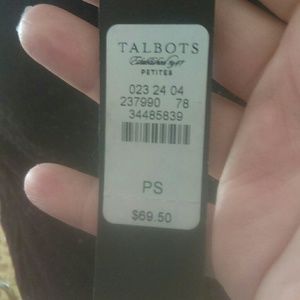 TALBOTS
Established 1947
PETITES
023 24 04
237990 78
34485839
PS
$69.50